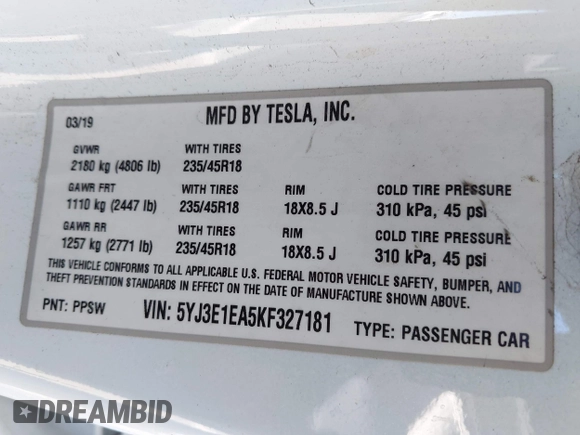 03/19 MFD BY TESLA, INC.
GVWR WITH TIRES
2180 kg (4806 lb) 235/45R18
GAWR FRT WITH TIRES RIM COLD TIRE PRESSURE
1110 kg (2447 lb) 235/45R18 18X8.5 J 310 kPa, 45 psi
GAWR RR WITH TIRES RIM COLD TIRE PRESSURE
1257 kg (2771 lb) 235/45R18 18X8.5 J 310 kPa, 45 psi
THIS VEHICLE CONFORMS TO ALL APPLICABLE U.S. FEDERAL MOTOR VEHICLE SAFETY, BUMPER, AND
THEFT PREVENTION STANDARDS IN EFFECT ON THE DATE OF MANUFACTURE SHOWN ABOVE.
PNT: PPSW VIN: 5YJ3E1EA5KF327181 TYPE: PASSENGER CAR
DREAMBID